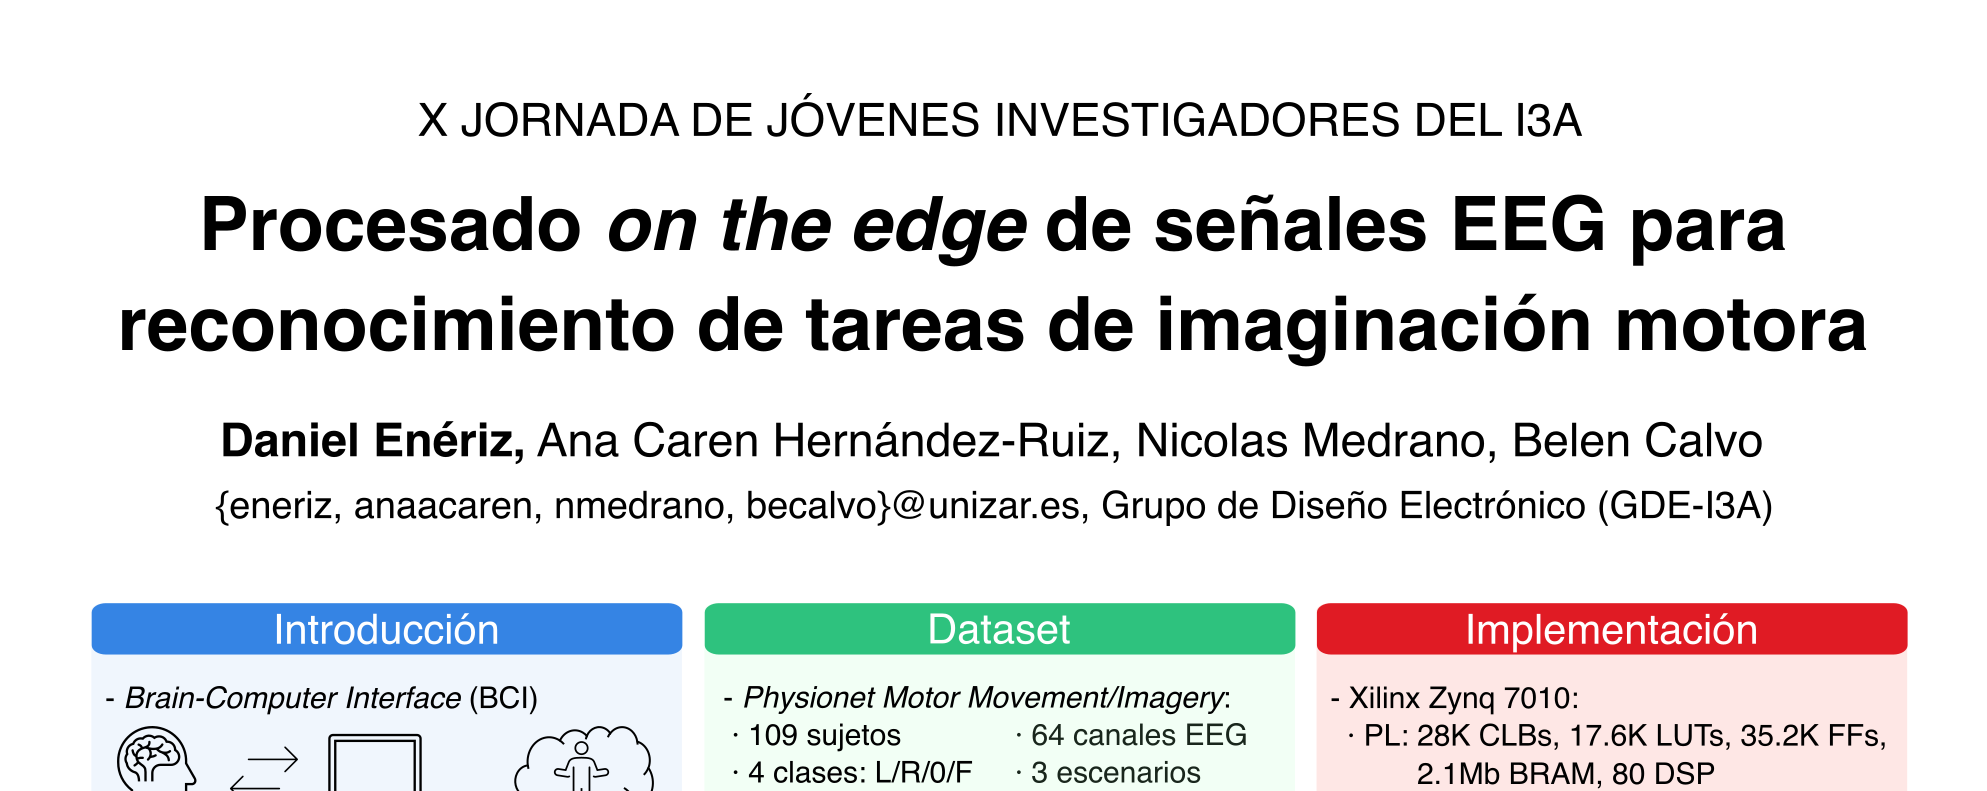 X JORNADA DE JÓVENES INVESTIGADORES DEL I3A
Procesado on the edge de señales EEG para
reconocimiento de tareas de imaginación motora
Daniel Enériz, Ana Caren Hernández-Ruiz, Nicolas Medrano, Belen Calvo
{eneriz, anaacaren, nmedrano, becalvo}@unizar.es, Grupo de Diseño Electrónico (GDE-I3A)
Introducción
- Brain-Computer Interface (BCI)
Dataset
- Physionet Motor Movement/Imagery:
· 109 sujetos · 64 canales EEG
· 4 clases: L/R/0/F · 3 escenarios
Implementación
- Xilinx Zynq 7010:
· PL: 28K CLBs, 17.6K LUTs, 35.2K FFs,
2.1Mb BRAM, 80 DSP